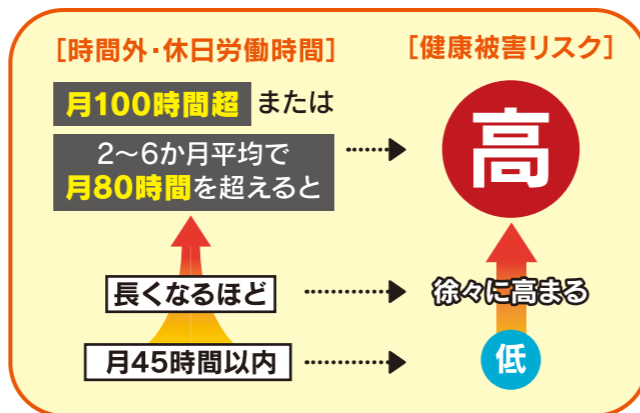 [時間外・休日労働時間]
[健康被害リスク]
月100時間超 または
2〜6か月平均で
月80時間を超えると
高
長くなるほど
徐々に高まる
月45時間以内
低